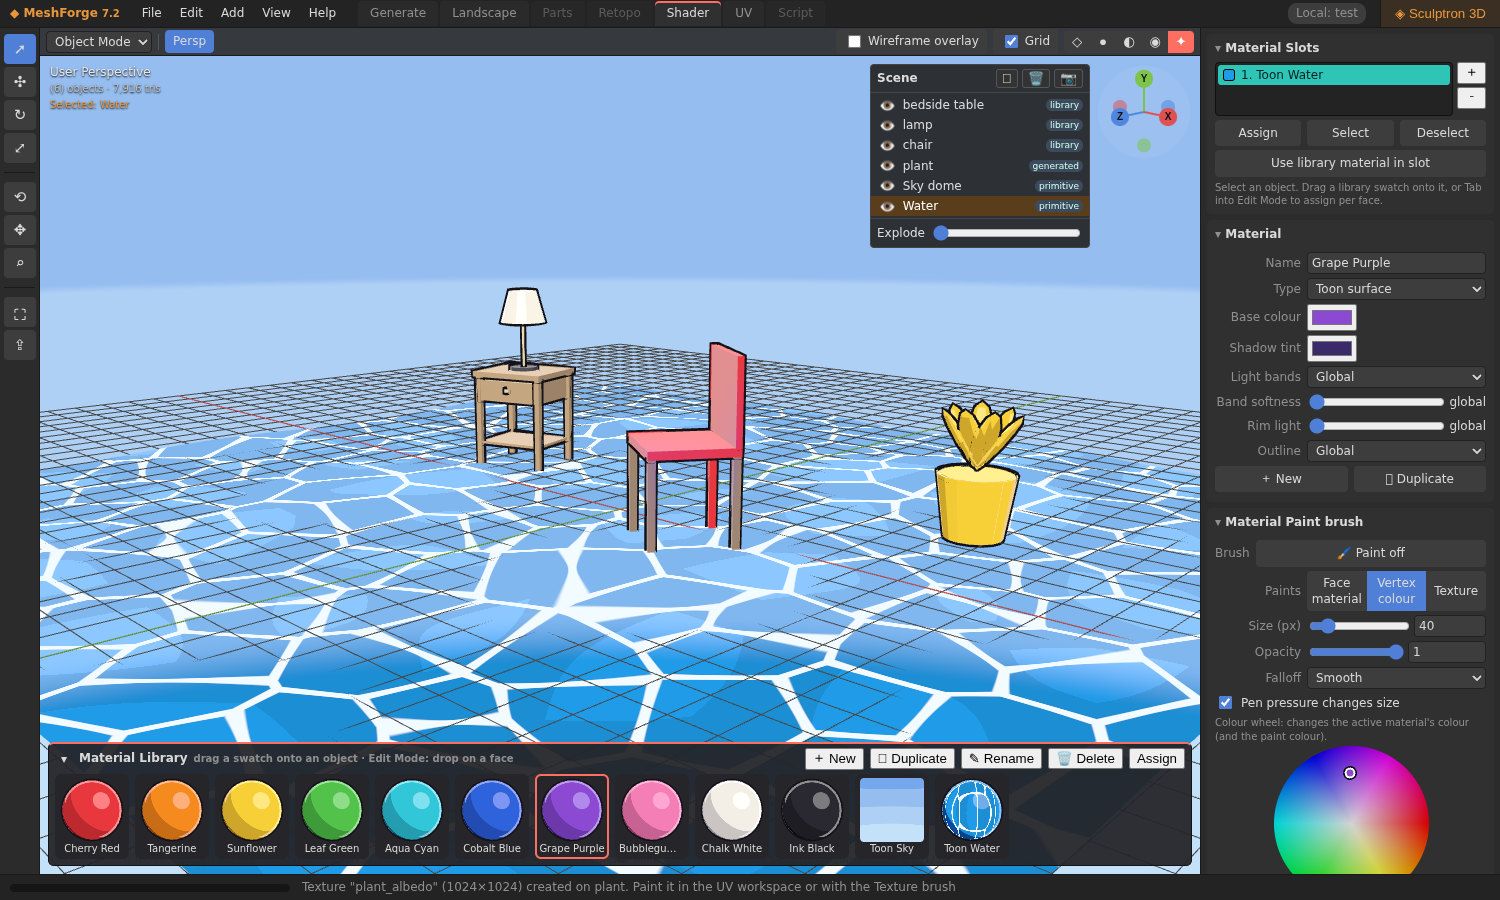 MeshForge 7.2
File Edit Add View Help
Generate Landscape Parts Retopo Shader UV Script
Local: test
Sculptron 3D
Object Mode
Persp
Wireframe overlay
Grid
User Perspective
(6) objects · 7,916 tris
Selected: Water
Scene
bedside table library
lamp library
chair library
plant generated
Sky dome primitive
Water primitive
Explode
Y
Z
X
Material Slots
1. Toon Water
+
-
Assign Select Deselect
Use library material in slot
Select an object. Drag a library swatch onto it, or Tab
into Edit Mode to assign per face.
Material
Name Grape Purple
Type Toon surface
Base colour
Shadow tint
Light bands Global
Band softness global
Rim light global
Outline Global
+ New Duplicate
Material Paint brush
Brush Paint off
Paints Face material Vertex colour Texture
Size (px) 40
Opacity 1
Falloff Smooth
Pen pressure changes size
Colour wheel: changes the active material's colour
(and the paint colour).
Material Library drag a swatch onto an object · Edit Mode: drop on a face
+ New Duplicate Rename Delete Assign
Cherry Red Tangerine Sunflower Leaf Green Aqua Cyan Cobalt Blue Grape Purple Bubblegu... Chalk White Ink Black Toon Sky Toon Water
Texture "plant_albedo" (1024×1024) created on plant. Paint it in the UV workspace or with the Texture brush